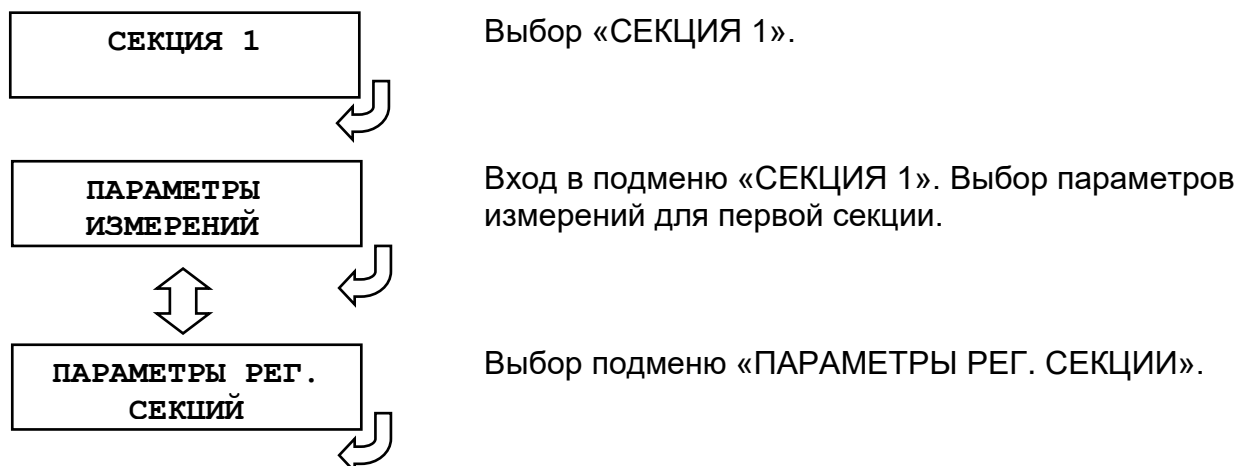 СЕКЦИЯ 1
Выбор «СЕКЦИЯ 1».
ПАРАМЕТРЫ
ИЗМЕРЕНИЙ
Вход в подменю «СЕКЦИЯ 1». Выбор параметров
измерений для первой секции.
ПАРАМЕТРЫ РЕГ.
СЕКЦИЙ
Выбор подменю «ПАРАМЕТРЫ РЕГ. СЕКЦИИ».